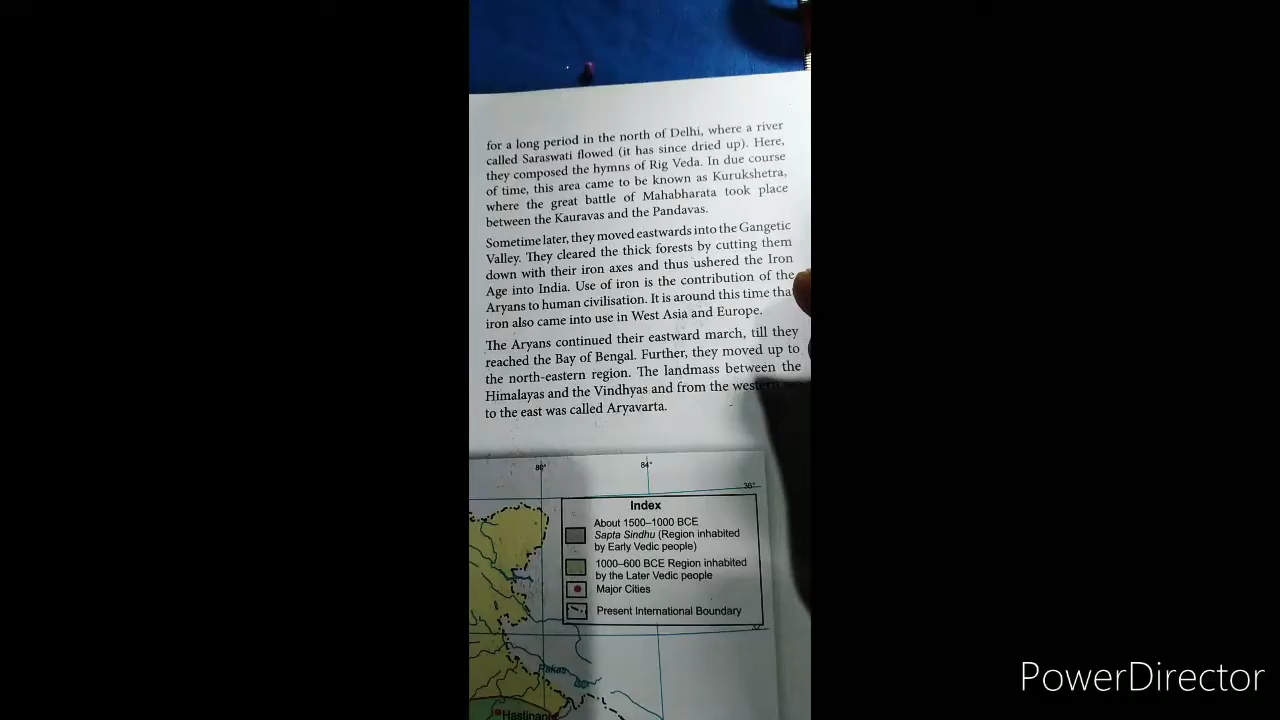 for a long period in the north of Delhi, where a river
called Saraswati flowed (it has since dried up). Here,
they composed the hymns of Rig Veda. In due course
of time, this area came to be known as Kurukshetra,
where the great battle of Mahabharata took place
between the Kauravas and the Pandavas.
Sometime later, they moved eastwards into the Gangetic
Valley. They cleared the thick forests by cutting them
down with their iron axes and thus ushered the Iron
Age into India. Use of iron is the contribution of the
Aryans to human civilisation. It is around this time tha
iron also came into use in West Asia and Europe.
The Aryans continued their eastward march, till they
reached the Bay of Bengal. Further, they moved up to
the north-eastern region. The landmass between the
Himalayas and the Vindhyas and from the western
to the east was called Aryavarta.
80°
84°
36°
Index
About 1500–1000 BCE
Sapta Sindhu (Region inhabited
by Early Vedic people)
1000–600 BCE Region inhabited
by the Later Vedic people
Major Cities
Present International Boundary
Rakas
Hastinap
PowerDirector